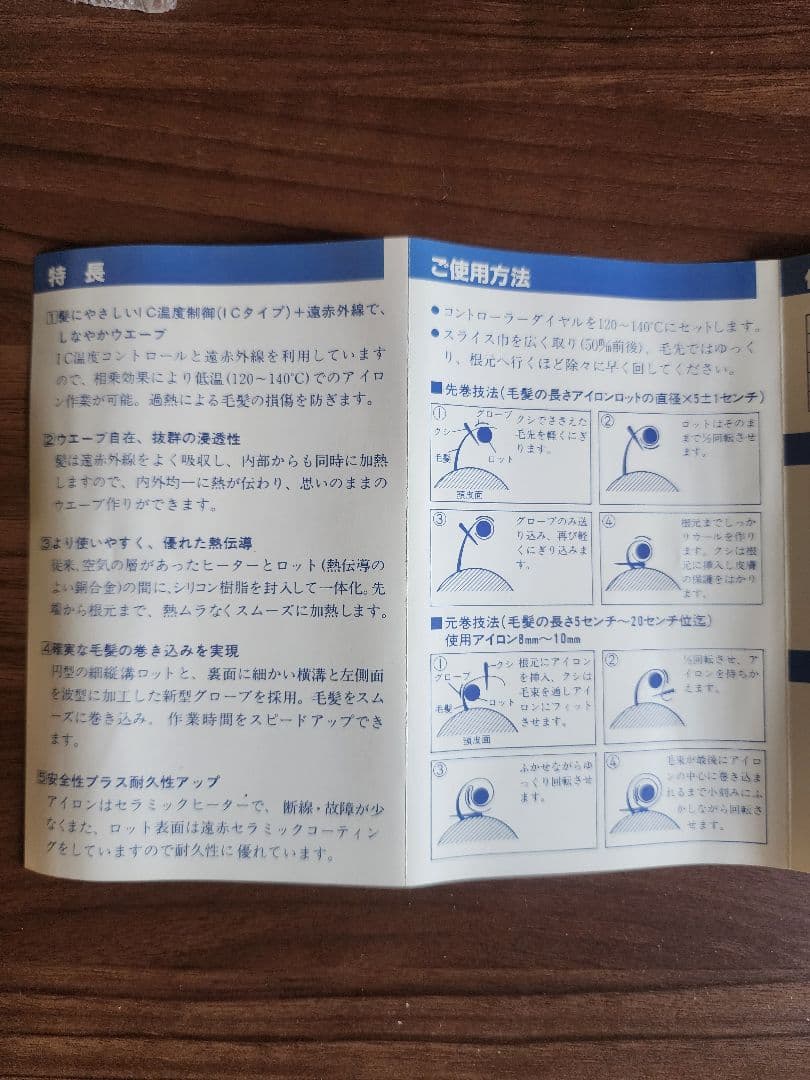 特長
1髪にやさしいIC温度制御(ICタイプ)+遠赤外線で、
しなやかウエーブ
IC温度コントロールと遠赤外線を利用しています
ので、相乗効果により低温(120〜140℃)でのアイロ
ン作業が可能。過熱による毛髪の損傷を防ぎます。
2ウエーブ自在、抜群の浸透性
髪は遠赤外線をよく吸収し、内部からも同時に加熱
しますので、内外均一に熱が伝わり、思いのままの
ウエーブ作りができます。
3より使いやすく、優れた熱伝導
従来、空気の層があったヒーターとロット(熱伝導の
よい銅合金)の間に、シリコン樹脂を封入して一体化。先
端から根元まで、熱ムラなくスムーズに加熱します。
4確実な毛髪の巻き込みを実現
円型の細縦溝ロットと、裏面に細かい横溝と左側面
を波型に加工した新型グローブを採用。毛髪をスム
ーズに巻き込み、作業時間をスピードアップでき
ます。
5安全性プラス耐久性アップ
アイロンはセラミックヒーターで、断線・故障が少
なくまた、ロット表面は遠赤セラミックコーティン
グをしていますので耐久性に優れています。
ご使用方法
●コントローラーダイヤルを120〜140℃にセットします。
●スライス巾を広く取り(50%前後)、毛先ではゆっく
り、根元へ行くほど除々に早く回してください。
■先巻技法(毛髪の長さアイロンロットの直径×5±1センチ)
①
グローブ
クシ
毛髪
ロット
頭皮面
クシでささえた
毛先を軽くにぎ
ります。
②
ロットはそのま
まで½回転させ
ます。
③
グローブのみ送
り込み、再び軽
くにぎり込みま
す。
④
根元までしっか
りカールを作り
ます。クシは根
元に挿入し皮膚
の保護をはかり
ます。
■元巻技法(毛髪の長さ5センチ〜20センチ位迄)
使用アイロン8mm〜10mm
①
クシ
グローブ
毛髪
ロット
頭皮面
根元にアイロン
を挿入、クシは
毛束を通しアイ
ロンにフィット
させます。
②
½回転させ、ア
イロンを持ちか
えます。
③
ふかせながらゆ
っくり回転させ
ます。
④
毛束が最後にアイロ
ンの中心に巻き込ま
れるまで小刻みにふ
かしながら回転さ
せます。